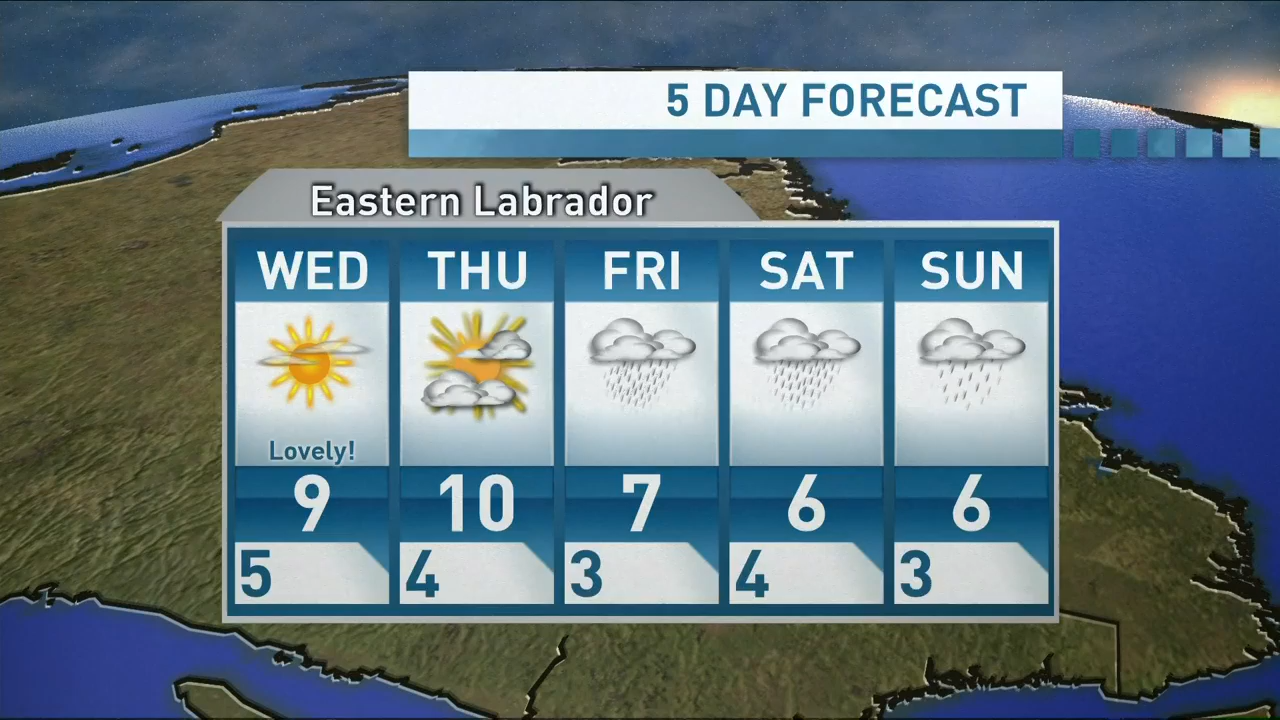 5 DAY FORECAST
Eastern Labrador
WED THU FRI SAT SUN
Lovely!
9 10 7 6 6
5 4 3 4 3